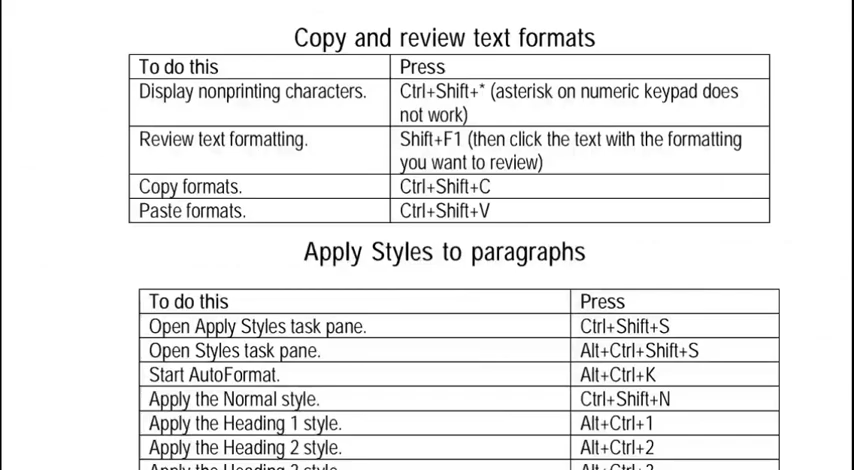 Copy and review text formats
To do this Press
Display nonprinting characters. Ctrl+Shift+* (asterisk on numeric keypad does
not work)
Review text formatting. Shift+F1 (then click the text with the formatting
you want to review)
Copy formats. Ctrl+Shift+C
Paste formats. Ctrl+Shift+V
Apply Styles to paragraphs
To do this Press
Open Apply Styles task pane. Ctrl+Shift+S
Open Styles task pane. Alt+Ctrl+Shift+S
Start AutoFormat. Alt+Ctrl+K
Apply the Normal style. Ctrl+Shift+N
Apply the Heading 1 style. Alt+Ctrl+1
Apply the Heading 2 style. Alt+Ctrl+2